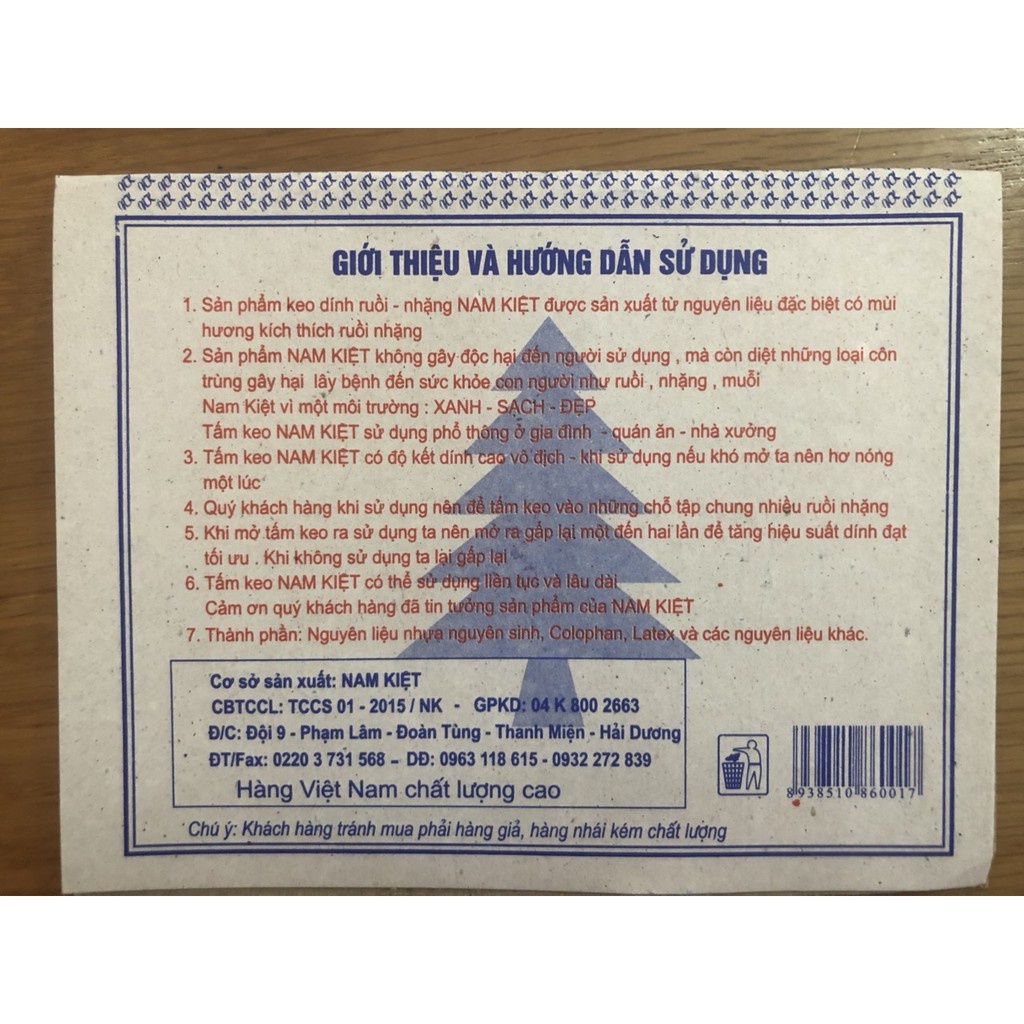 GIỚI THIỆU VÀ HƯỚNG DẪN SỬ DỤNG
1. Sản phẩm keo dính ruồi - nhặng NAM KIỆT được sản xuất từ nguyên liệu đặc biệt có mùi
hương kích thích ruồi nhặng
2. Sản phẩm NAM KIỆT không gây độc hại đến người sử dụng , mà còn diệt những loại côn
trùng gây hại lây bệnh đến sức khỏe con người như ruồi , nhặng , muỗi
Nam Kiệt vì một môi trường : XANH - SẠCH - ĐẸP
Tấm keo NAM KIỆT sử dụng phổ thông ở gia đình - quán ăn - nhà xưởng
3. Tấm keo NAM KIỆT có độ kết dính cao vô địch - khi sử dụng nếu khó mở ta nên hơ nóng
một lúc
4. Quý khách hàng khi sử dụng nên để tấm keo vào những chỗ tập chung nhiều ruồi nhặng
5. Khi mở tấm keo ra sử dụng ta nên mở ra gấp lại một đến hai lần để tăng hiệu suất dính đạt
tối ưu . Khi không sử dụng ta lại gấp lại
6. Tấm keo NAM KIỆT có thể sử dụng liên tục và lâu dài
Cảm ơn quý khách hàng đã tin tưởng sản phẩm của NAM KIỆT
7. Thành phần: Nguyên liệu nhựa nguyên sinh, Colophan, Latex và các nguyên liệu khác.
Cơ sở sản xuất: NAM KIỆT
CBTCCL: TCCS 01 - 2015 / NK - GPKD: 04 K 800 2663
Đ/C: Đội 9 - Phạm Lâm - Đoàn Tùng - Thanh Miện - Hải Dương
ĐT/Fax: 0220 3 731 568 – DĐ: 0963 118 615 - 0932 272 839
Hàng Việt Nam chất lượng cao
8 938510 860017
Chú ý: Khách hàng tránh mua phải hàng giả, hàng nhái kém chất lượng